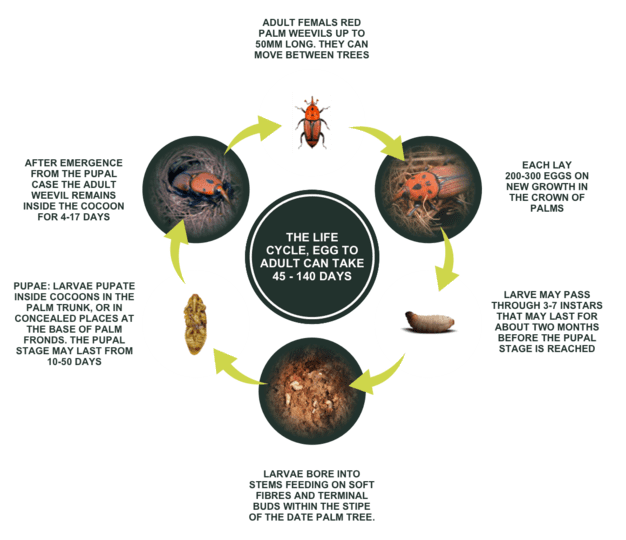 ADULT FEMALS RED
PALM WEEVILS UP TO
50MM LONG. THEY CAN
MOVE BETWEEN TREES
EACH LAY
200-300 EGGS ON
NEW GROWTH IN
THE CROWN OF
PALMS
LARVE MAY PASS
THROUGH 3-7 INSTARS
THAT MAY LAST FOR
ABOUT TWO MONTHS
BEFORE THE PUPAL
STAGE IS REACHED
LARVAE BORE INTO
STEMS FEEDING ON SOFT
FIBRES AND TERMINAL
BUDS WITHIN THE STIPE
OF THE DATE PALM TREE.
PUPAE: LARVAE PUPATE
INSIDE COCOONS IN THE
PALM TRUNK, OR IN
CONCEALED PLACES AT
THE BASE OF PALM
FRONDS. THE PUPAL
STAGE MAY LAST FROM
10-50 DAYS
AFTER EMERGENCE
FROM THE PUPAL
CASE THE ADULT
WEEVIL REMAINS
INSIDE THE COCOON
FOR 4-17 DAYS
THE LIFE
CYCLE, EGG TO
ADULT CAN TAKE
45 - 140 DAYS